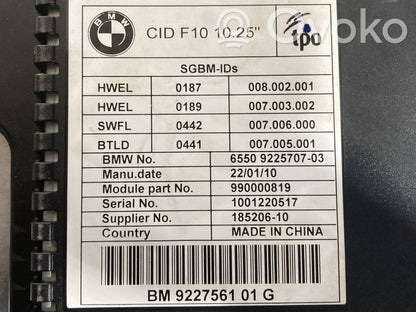 BMW
CID F10 10.25"
lpo
OVOKO
SGBM-IDs
HWEL 0187 008.002.001
HWEL 0189 007.003.002
SWFL 0442 007.006.000
BTLD 0441 007.005.001
BMW No. 6550 9225707-03
Manu.date 22/01/10
Module part No. 990000819
Serial No. 1001220517
Supplier No. 185206-10
Country MADE IN CHINA
BM 9227561 01 G